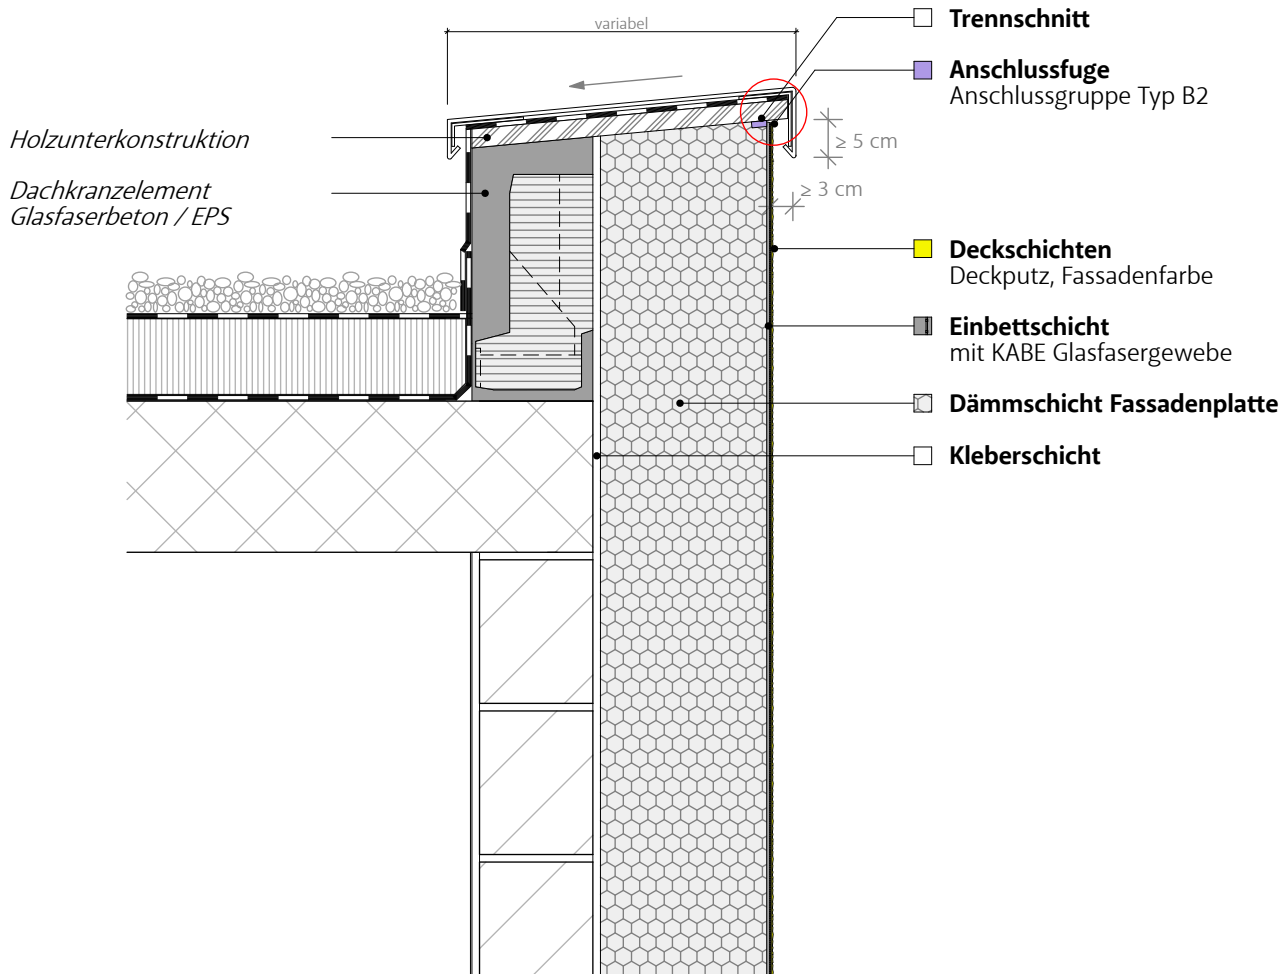 variabel
Trennschnitt
Anschlussfuge
Anschlussgruppe Typ B2
Holzunterkonstruktion
≥ 5 cm
Dachkranzelement
Glasfaserbeton / EPS
≥ 3 cm
Deckschichten
Deckputz, Fassadenfarbe
Einbettschicht
mit KABE Glasfasergewebe
Dämmschicht Fassadenplatte
Kleberschicht